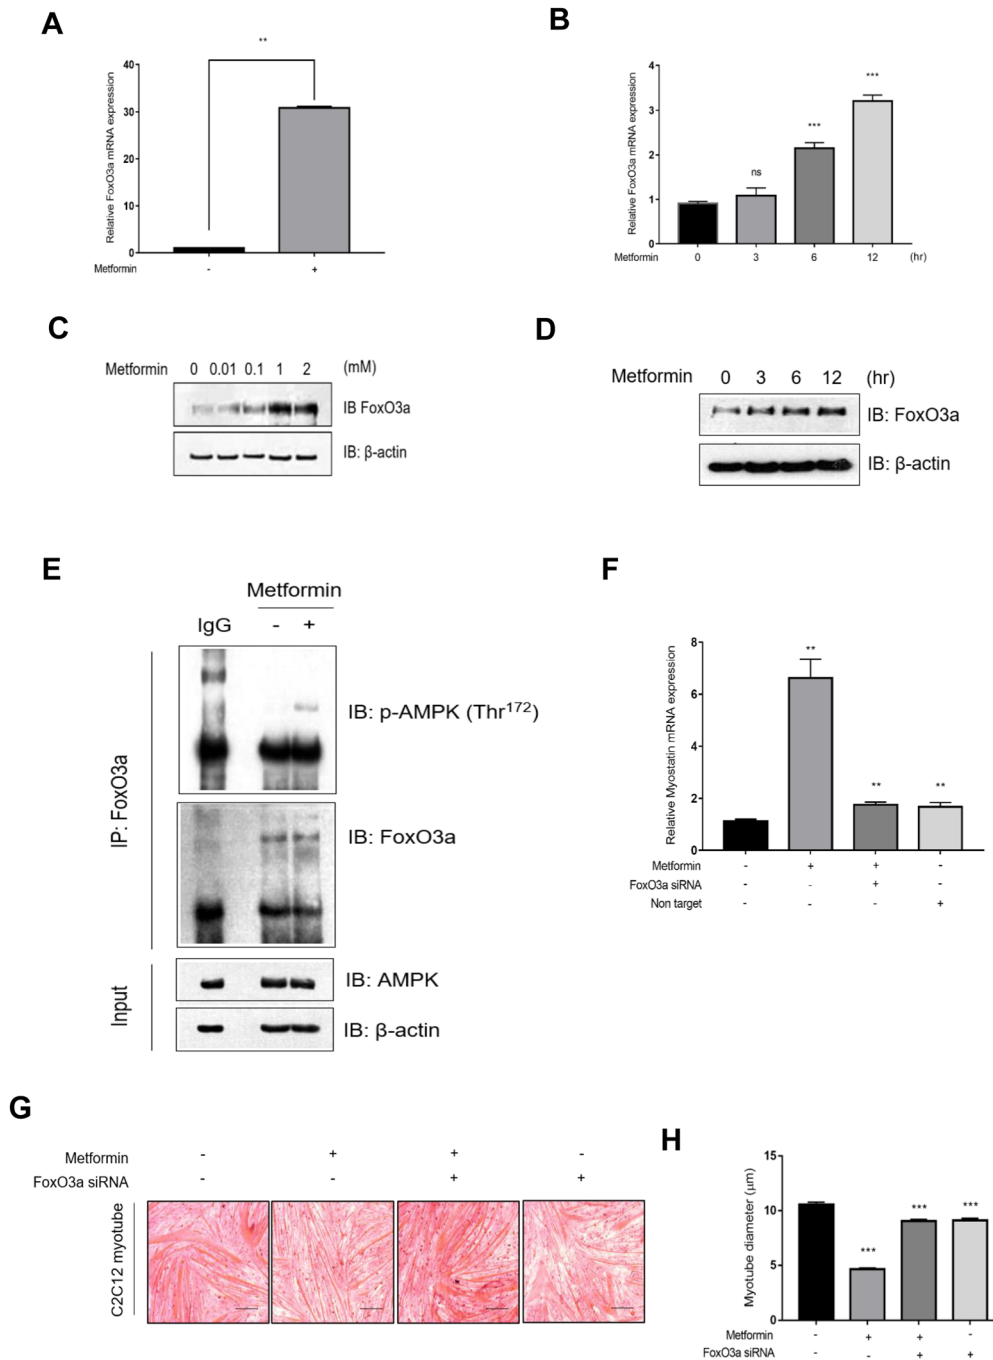 A
**
Relative FoxO3a mRNA expression
40
30
20
10
0
Metformin - +
B
Relative FoxO3a mRNA expression
4
3
2
1
0
ns
***
***
Metformin 0 3 6 12 (hr)
C
Metformin 0 0.01 0.1 1 2 (mM)
IB FoxO3a
IB: β-actin
D
Metformin 0 3 6 12 (hr)
IB: FoxO3a
IB: β-actin
E
Metformin
IgG - +
IP: FoxO3a
IB: p-AMPK (Thr172)
IB: FoxO3a
Input
IB: AMPK
IB: β-actin
F
Relative Myostatin mRNA expression
8
6
4
2
0
**
** **
Metformin - + + -
FoxO3a siRNA - - + -
Non target - - - +
G
Metformin - + + -
FoxO3a siRNA - - + +
C2C12 myotube
H
Myotube diameter (μm)
15
10
5
0
***
*** ***
Metformin - + + -
FoxO3a siRNA - - + +